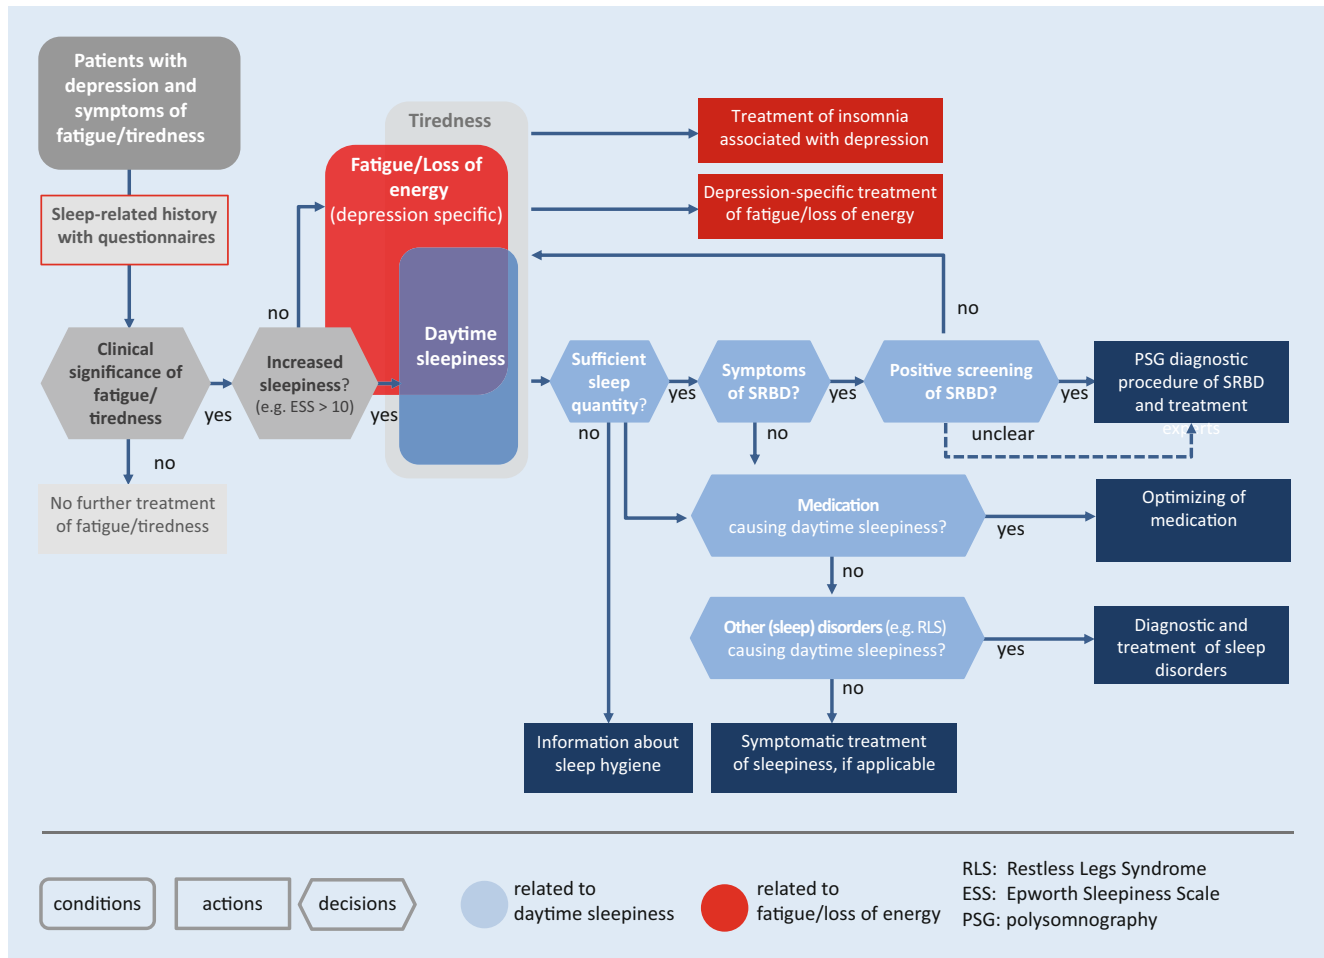 Patients with
depression and
symptoms of
fatigue/tiredness
Sleep-related history
with questionnaires
Clinical
significance of
fatigue/
tiredness
yes
no
No further treatment
of fatigue/tiredness
Increased
sleepiness?
(e.g. ESS > 10)
no
yes
Tiredness
Fatigue/Loss of
energy
(depression specific)
Daytime
sleepiness
Treatment of insomnia
associated with depression
Depression-specific treatment
of fatigue/loss of energy
Sufficient
sleep
quantity?
yes
no
Symptoms
of SRBD?
yes
no
Positive screening
of SRBD?
no
yes
unclear
PSG diagnostic
procedure of SRBD
and treatment
experts
Medication
causing daytime sleepiness?
yes
no
Optimizing of
medication
Other (sleep) disorders (e.g. RLS)
causing daytime sleepiness?
yes
no
Diagnostic and
treatment of sleep
disorders
Information about
sleep hygiene
Symptomatic treatment
of sleepiness, if applicable
conditions
actions
decisions
related to
daytime sleepiness
related to
fatigue/loss of energy
RLS: Restless Legs Syndrome
ESS: Epworth Sleepiness Scale
PSG: polysomnography